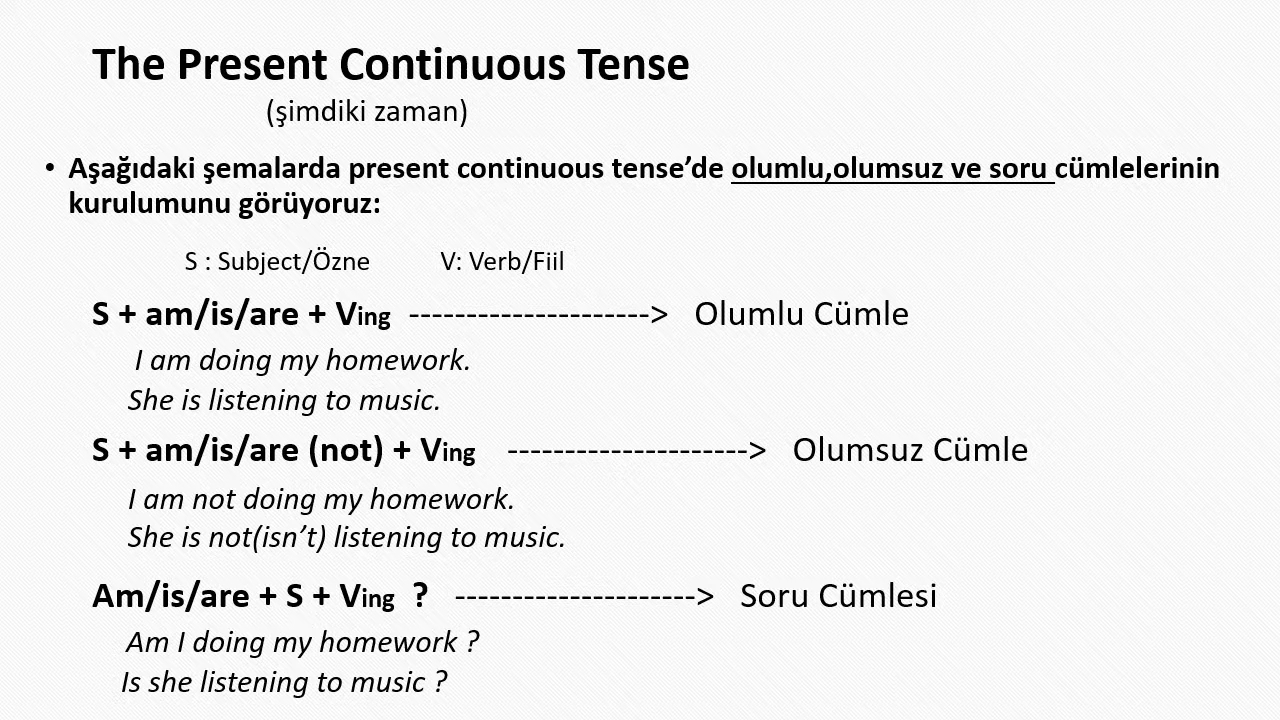 The Present Continuous Tense
(şimdiki zaman)
• Aşağıdaki şemalarda present continuous tense’de olumlu,olumsuz ve soru cümlelerinin
kurulumunu görüyoruz:
S : Subject/Özne V: Verb/Fiil
S + am/is/are + Ving ---------------------> Olumlu Cümle
I am doing my homework.
She is listening to music.
S + am/is/are (not) + Ving ---------------------> Olumsuz Cümle
I am not doing my homework.
She is not(isn’t) listening to music.
Am/is/are + S + Ving ? ---------------------> Soru Cümlesi
Am I doing my homework ?
Is she listening to music ?